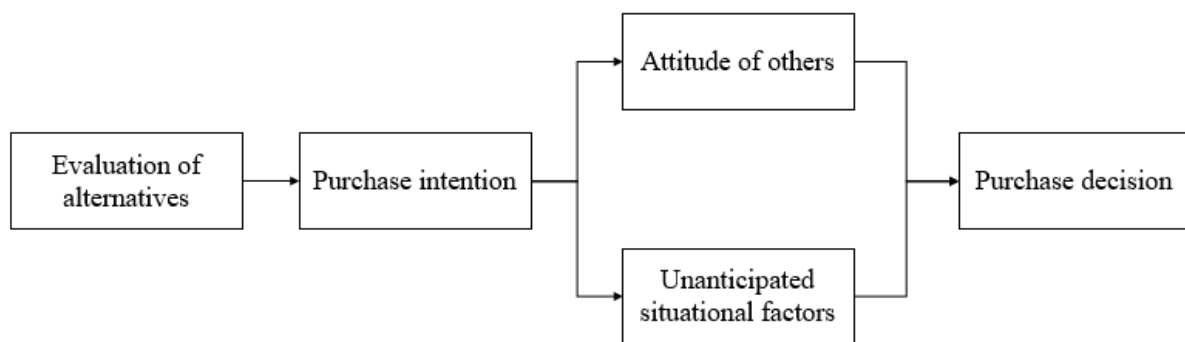 Attitude of others
Evaluation of
alternatives
Purchase intention
Purchase decision
Unanticipated
situational factors